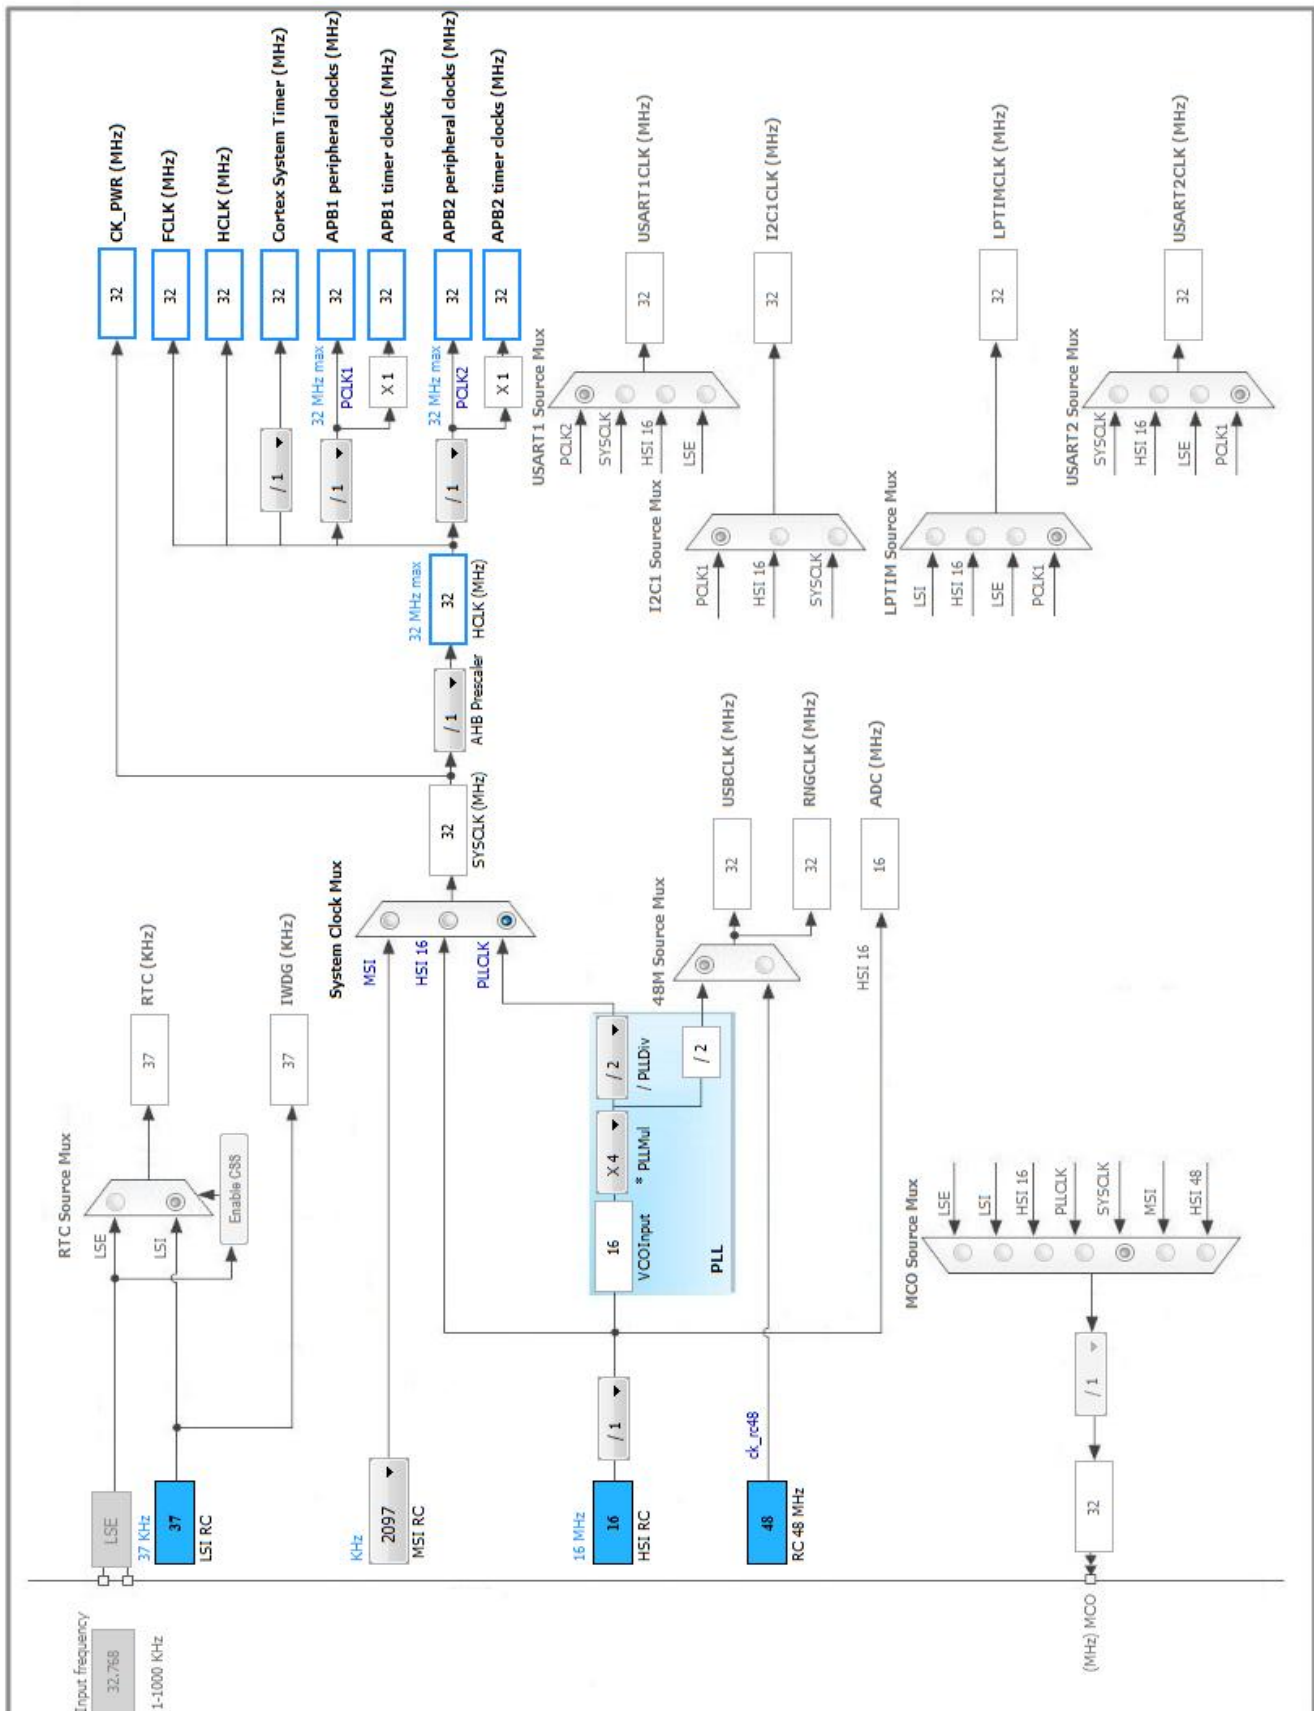 Input frequency
32.768
1-1000 KHz
LSE
37 KHz
37
LSI RC
RTC Source Mux
LSE
LSI
Enable CSS
37
RTC (KHz)
37
IWDG (KHz)
KHz
2097
MSI RC
16 MHz
16
HSI RC
/ 1
48
RC 48 MHz
ck_rc48
16
VCOInput
X 4
* PLLMul
/ 2
/ PLLDiv
/ 2
PLL
System Clock Mux
MSI
HSI 16
PLLCLK
32
SYSCLK (MHz)
/ 1
AHB Prescaler
32 MHz max
32
HCLK (MHz)
32
CK_PWR (MHz)
32
FCLK (MHz)
32
HCLK (MHz)
/ 1
32
Cortex System Timer (MHz)
/ 1
32 MHz max
PCLK1
32
APB1 peripheral clocks (MHz)
X 1
32
APB1 timer clocks (MHz)
/ 1
32 MHz max
PCLK2
32
APB2 peripheral clocks (MHz)
X 1
32
APB2 timer clocks (MHz)
48M Source Mux
32
USBCLK (MHz)
32
RNGCLK (MHz)
HSI 16
16
ADC (MHz)
USART1 Source Mux
PCLK2
SYSCLK
HSI 16
LSE
32
USART1CLK (MHz)
I2C1 Source Mux
PCLK1
HSI 16
SYSCLK
32
I2C1CLK (MHz)
LPTIM Source Mux
LSI
HSI 16
LSE
PCLK1
32
LPTIMCLK (MHz)
USART2 Source Mux
SYSCLK
HSI 16
LSE
PCLK1
32
USART2CLK (MHz)
MCO Source Mux
LSE
LSI
HSI 16
PLLCLK
SYSCLK
MSI
HSI 48
/ 1
32
(MHz) MCO